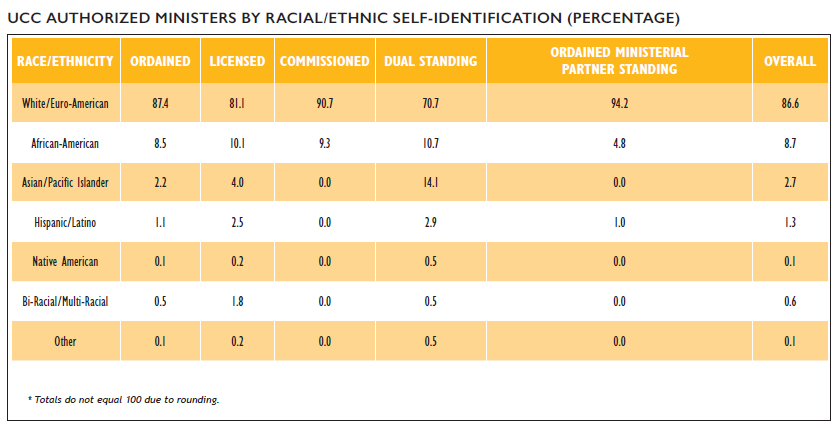 UCC AUTHORIZED MINISTERS BY RACIAL/ETHNIC SELF-IDENTIFICATION (PERCENTAGE)
RACE/ETHNICITY ORDAINED LICENSED COMMISSIONED DUAL STANDING ORDAINED MINISTERIAL PARTNER STANDING OVERALL
White/Euro-American 87.4 81.1 90.7 70.7 94.2 86.6
African-American 8.5 10.1 9.3 10.7 4.8 8.7
Asian/Pacific Islander 2.2 4.0 0.0 14.1 0.0 2.7
Hispanic/Latino 1.1 2.5 0.0 2.9 1.0 1.3
Native American 0.1 0.2 0.0 0.5 0.0 0.1
Bi-Racial/Multi-Racial 0.5 1.8 0.0 0.5 0.0 0.6
Other 0.1 0.2 0.0 0.5 0.0 0.1
* Totals do not equal 100 due to rounding.